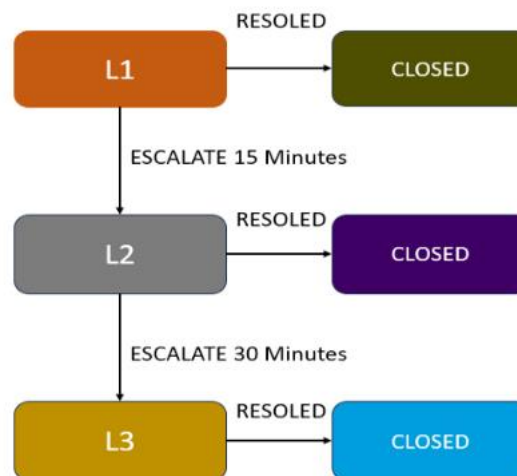 RESOLED
L1
CLOSED
ESCALATE 15 Minutes
RESOLED
L2
CLOSED
ESCALATE 30 Minutes
RESOLED
L3
CLOSED